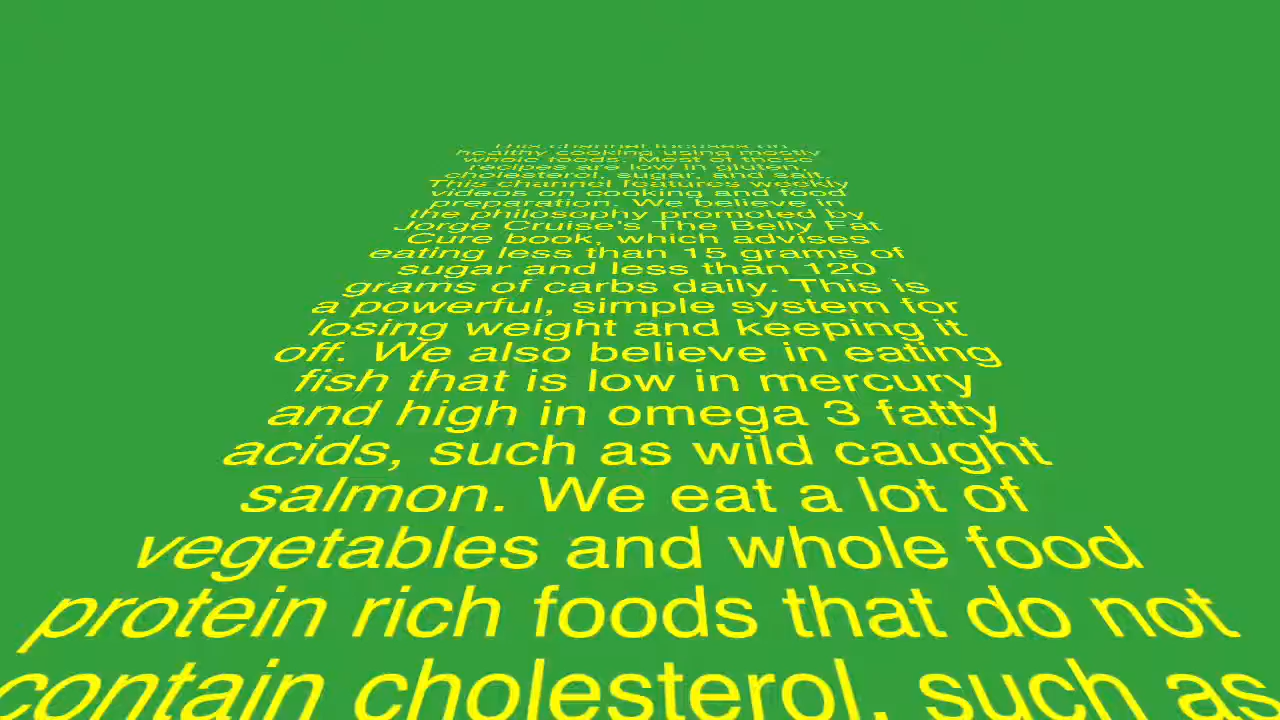 This channel focuses on
healthy cooking using mostly
whole foods. Most of these
recipes are low in gluten,
cholesterol, sugar, and salt.
This channel features weekly
videos on cooking and food
preparation. We believe in
the philosophy promoted by
Jorge Cruise's The Belly Fat
Cure book, which advises
eating less than 15 grams of
sugar and less than 120
grams of carbs daily. This is
a powerful, simple system for
losing weight and keeping it
off. We also believe in eating
fish that is low in mercury
and high in omega 3 fatty
acids, such as wild caught
salmon. We eat a lot of
vegetables and whole food
protein rich foods that do not
contain cholesterol, such as